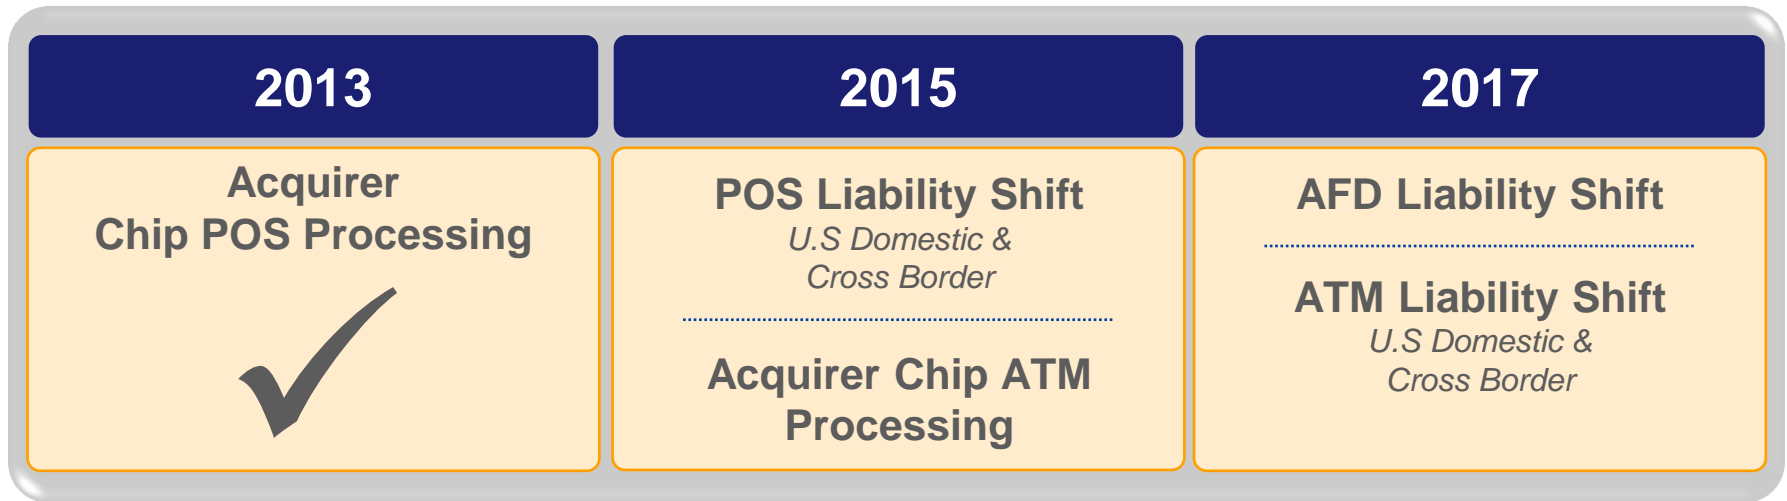 2013
Acquirer
Chip POS Processing
2015
POS Liability Shift
U.S Domestic &
Cross Border
Acquirer Chip ATM
Processing
2017
AFD Liability Shift
ATM Liability Shift
U.S Domestic &
Cross Border